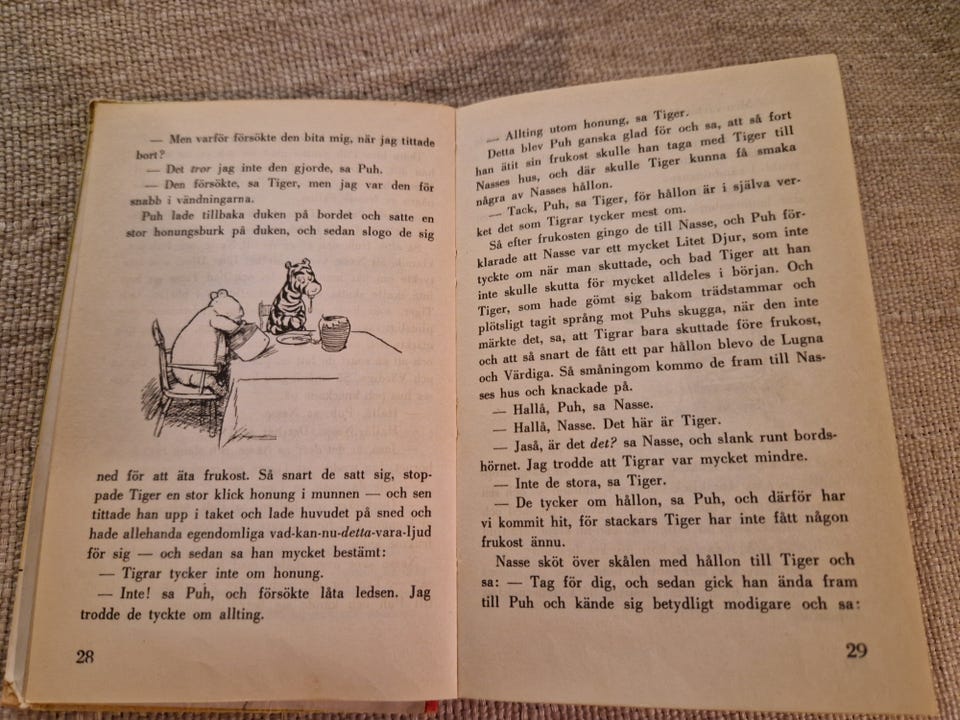 — Men varför försökte den bita mig, när jag tittade
bort?
— Det tror jag inte den gjorde, sa Puh.
— Den försökte, sa Tiger, men jag var den för
snabb i vändningarna.
Puh lade tillbaka duken på bordet och satte en
stor honungsburk på duken, och sedan slogo de sig
ned för att äta frukost. Så snart de satt sig, stop-
pade Tiger en stor klick honung i munnen — och sen
tittade han upp i taket och lade huvudet på sned och
hade allehanda egendomliga vad-kan-nu-detta-vara-ljud
för sig — och sedan sa han mycket bestämt:
— Tigrar tycker inte om honung.
— Inte! sa Puh, och försökte låta ledsen. Jag
trodde de tyckte om allting.
28
— Allting utom honung, sa Tiger.
Detta blev Puh ganska glad för och sa, att så fort
han ätit sin frukost skulle han taga med Tiger till
Nasses hus, och där skulle Tiger kunna få smaka
några av Nasses hållon.
— Tack, Puh, sa Tiger, för hållon är i själva ver-
ket det som Tigrar tycker mest om.
Så efter frukosten gingo de till Nasse, och Puh för-
klarade att Nasse var ett mycket Litet Djur, som inte
tyckte om när man skuttade, och bad Tiger att han
inte skulle skutta för mycket alldeles i början. Och
Tiger, som hade gömt sig bakom trädstammar och
plötsligt tagit språng mot Puhs skugga, när den inte
märkte det, sa, att Tigrar bara skuttade före frukost,
och att så snart de fått ett par hållon blevo de Lugna
och Värdiga. Så småningom kommo de fram till Nas-
ses hus och knackade på.
— Hallå, Puh, sa Nasse.
— Hallå, Nasse. Det här är Tiger.
— Jaså, är det det? sa Nasse, och slank runt bords-
hörnet. Jag trodde att Tigrar var mycket mindre.
— Inte de stora, sa Tiger.
— De tycker om hållon, sa Puh, och därför har
vi kommit hit, för stackars Tiger har inte fått någon
frukost ännu.
Nasse sköt över skålen med hållon till Tiger och
sa: — Tag för dig, och sedan gick han ända fram
till Puh och kände sig betydligt modigare och sa:
29